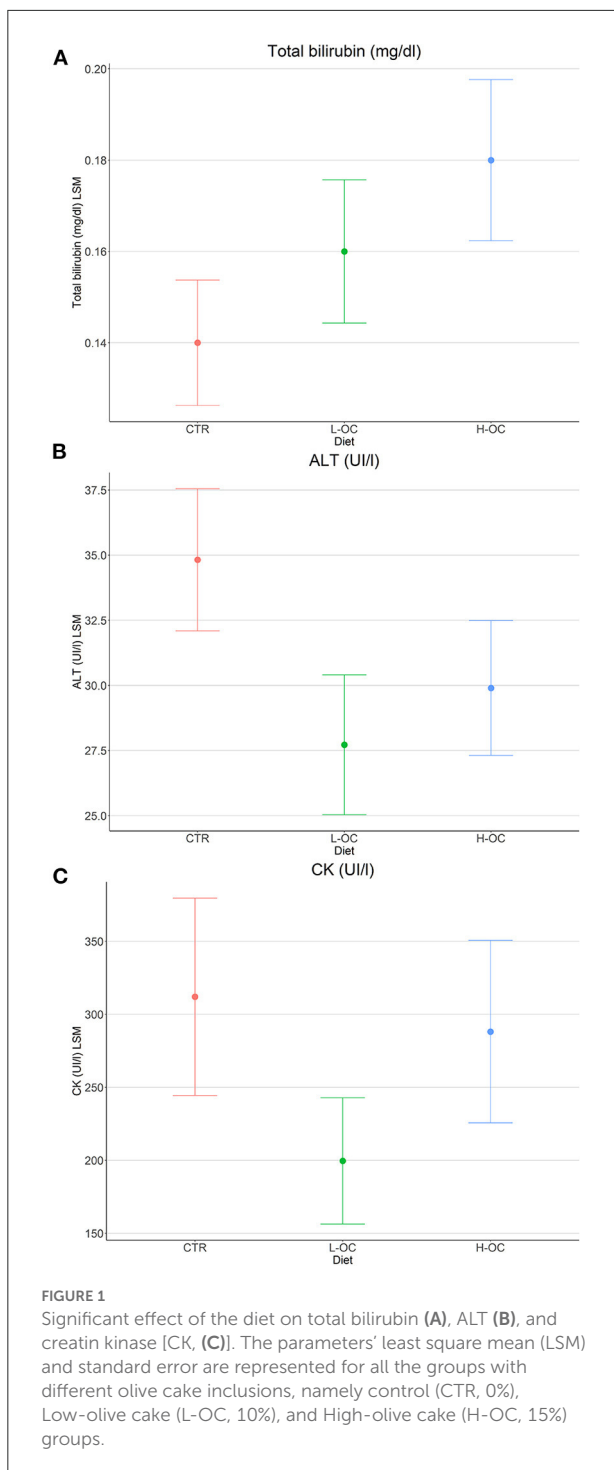 A
Total bilirubin (mg/dl)
Total bilirubin (mg/dl) LSM
0.20
0.18
0.16
0.14
CTR
L-OC
H-OC
Diet
B
ALT (UI/l)
ALT (UI/l) LSM
37.5
35.0
32.5
30.0
27.5
25.0
CTR
L-OC
H-OC
Diet
C
CK (UI/l)
CK (UI/l) LSM
350
300
250
200
150
CTR
L-OC
H-OC
Diet
FIGURE 1
Significant effect of the diet on total bilirubin (A), ALT (B), and
creatin kinase [CK, (C)]. The parameters' least square mean (LSM)
and standard error are represented for all the groups with
different olive cake inclusions, namely control (CTR, 0%),
Low-olive cake (L-OC, 10%), and High-olive cake (H-OC, 15%)
groups.